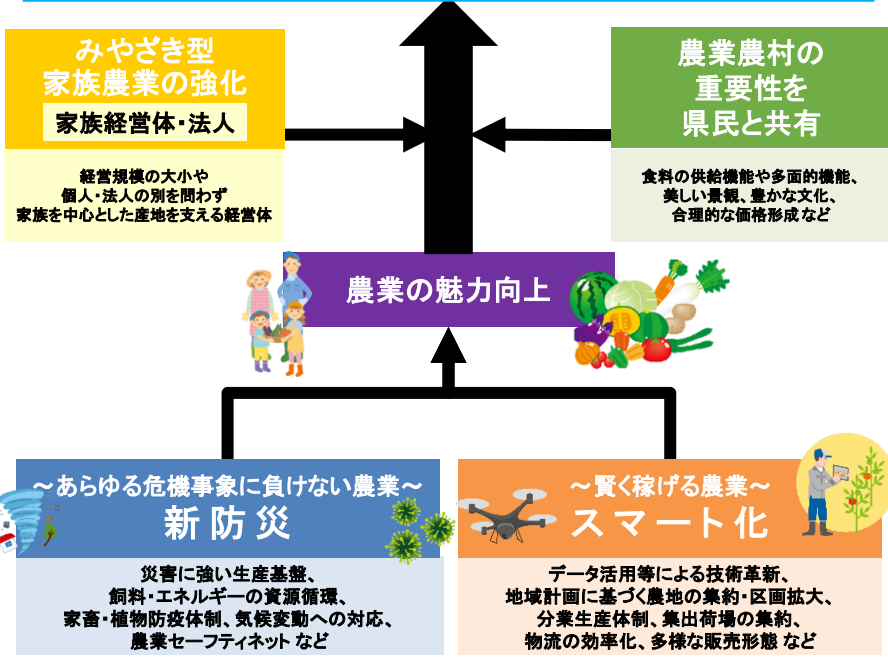 みやざき型
家族農業の強化
家族経営体・法人
経営規模の大小や
個人・法人の別を問わず
家族を中心とした産地を支える経営体
農業農村の
重要性を
県民と共有
食料の供給機能や多面的機能、
美しい景観、豊かな文化、
合理的な価格形成など
農業の魅力向上
～あらゆる危機事象に負けない農業～
新防災
災害に強い生産基盤、
飼料・エネルギーの資源循環、
家畜・植物防疫体制、気候変動への対応、
農業セーフティネット など
～賢く稼げる農業～
スマート化
データ活用等による技術革新、
地域計画に基づく農地の集約・区画拡大、
分業生産体制、集出荷場の集約、
物流の効率化、多様な販売形態 など